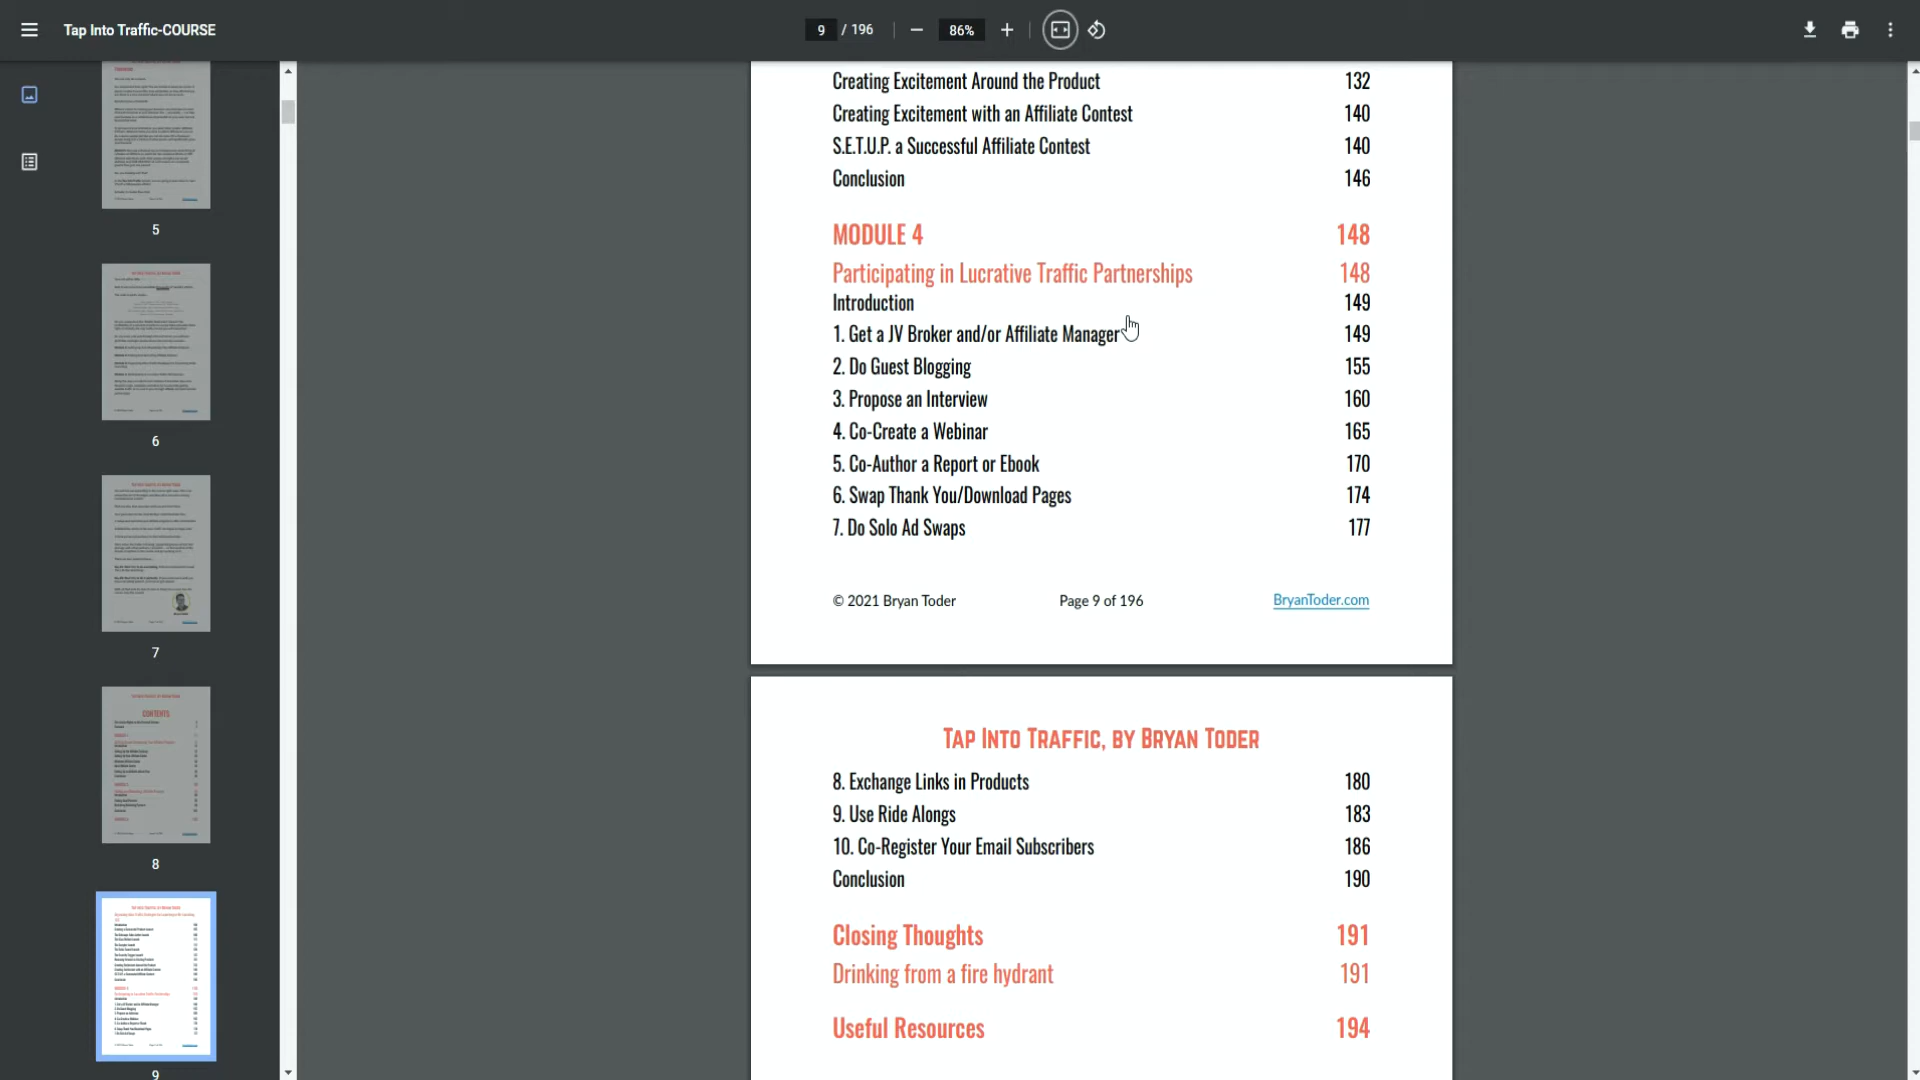 Tap Into Traffic-COURSE
9 / 196
86%
5
6
7
8
9
Creating Excitement Around the Product 132
Creating Excitement with an Affiliate Contest 140
S.E.T.U.P. a Successful Affiliate Contest 140
Conclusion 146
MODULE 4 148
Participating in Lucrative Traffic Partnerships 148
Introduction 149
1. Get a JV Broker and/or Affiliate Manager 149
2. Do Guest Blogging 155
3. Propose an Interview 160
4. Co-Create a Webinar 165
5. Co-Author a Report or Ebook 170
6. Swap Thank You/Download Pages 174
7. Do Solo Ad Swaps 177
© 2021 Bryan Toder Page 9 of 196 BryanToder.com
TAP INTO TRAFFIC, BY BRYAN TODER
8. Exchange Links in Products 180
9. Use Ride Alongs 183
10. Co-Register Your Email Subscribers 186
Conclusion 190
Closing Thoughts 191
Drinking from a fire hydrant 191
Useful Resources 194